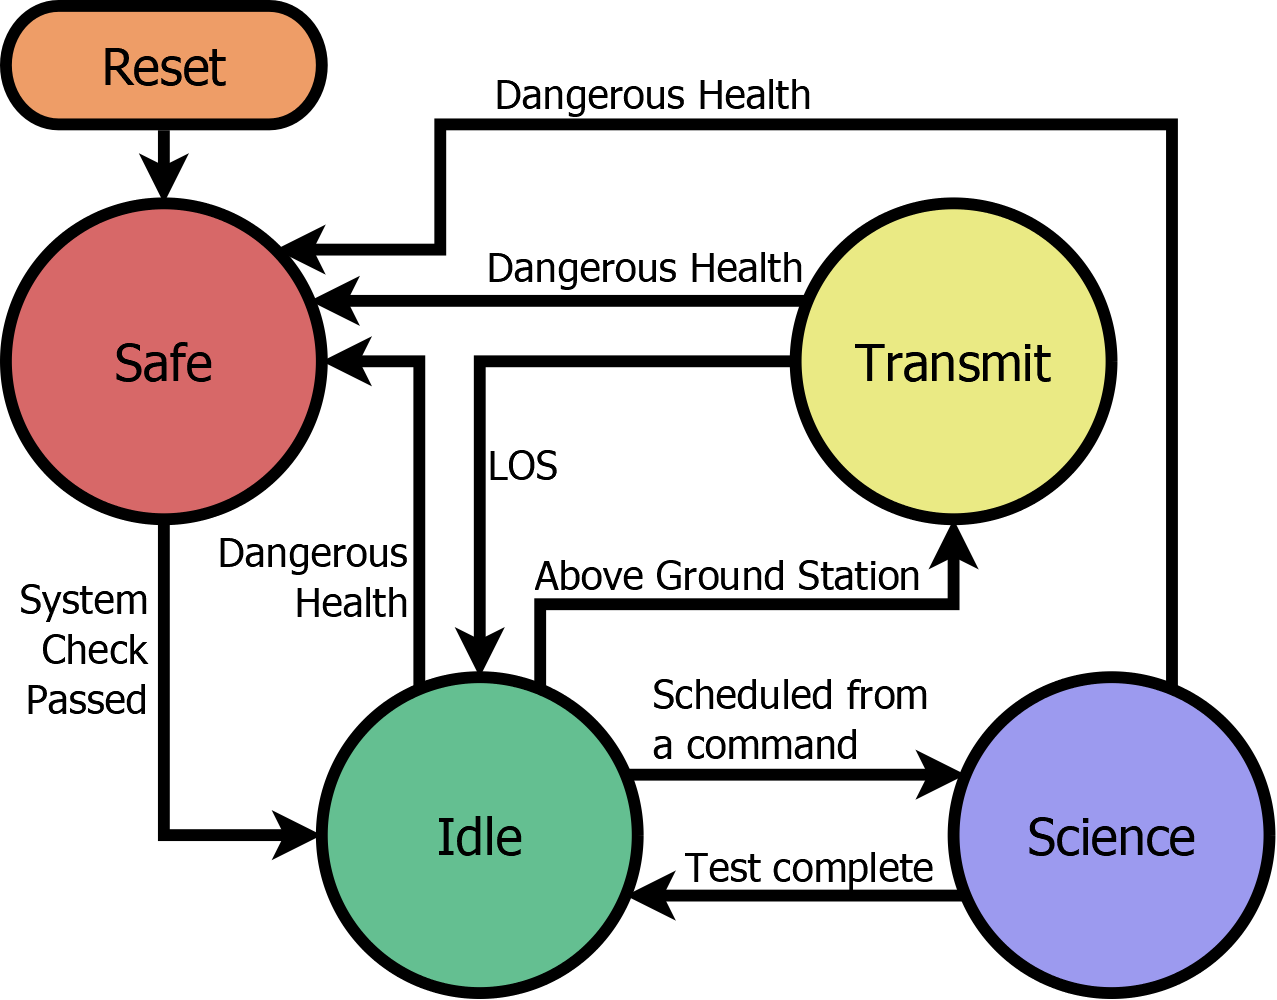 Reset
Dangerous Health
Dangerous Health
Safe
Transmit
LOS
Dangerous
Health
Above Ground Station
System
Check
Passed
Scheduled from
a command
Idle
Science
Test complete